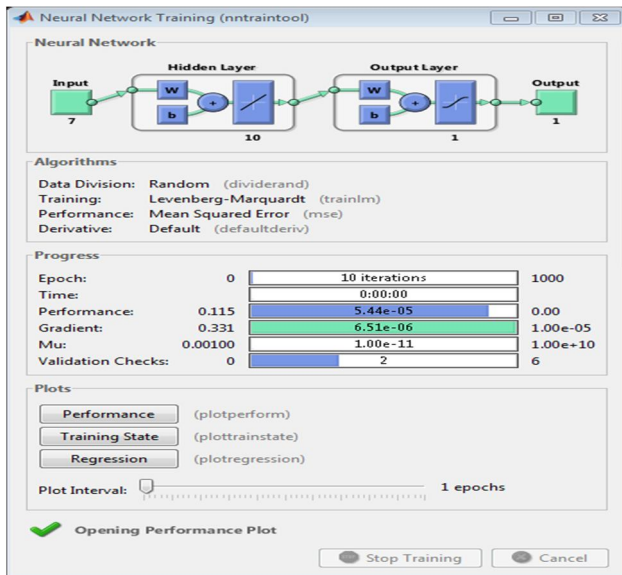 Neural Network Training (nntraintool)
Neural Network
Hidden Layer
Output Layer
Input
Output
W
b
+
W
b
+
7
10
1
1
Algorithms
Data Division: Random (dividerand)
Training: Levenberg-Marquardt (trainlm)
Performance: Mean Squared Error (mse)
Derivative: Default (defaultderiv)
Progress
Epoch: 0 10 iterations 1000
Time: 0:00:00
Performance: 0.115 5.44e-05 0.00
Gradient: 0.331 6.51e-06 1.00e-05
Mu: 0.00100 1.00e-11 1.00e+10
Validation Checks: 0 2 6
Plots
Performance (plotperform)
Training State (plottrainstate)
Regression (plotregression)
Plot Interval: 1 epochs
Opening Performance Plot
Stop Training Cancel